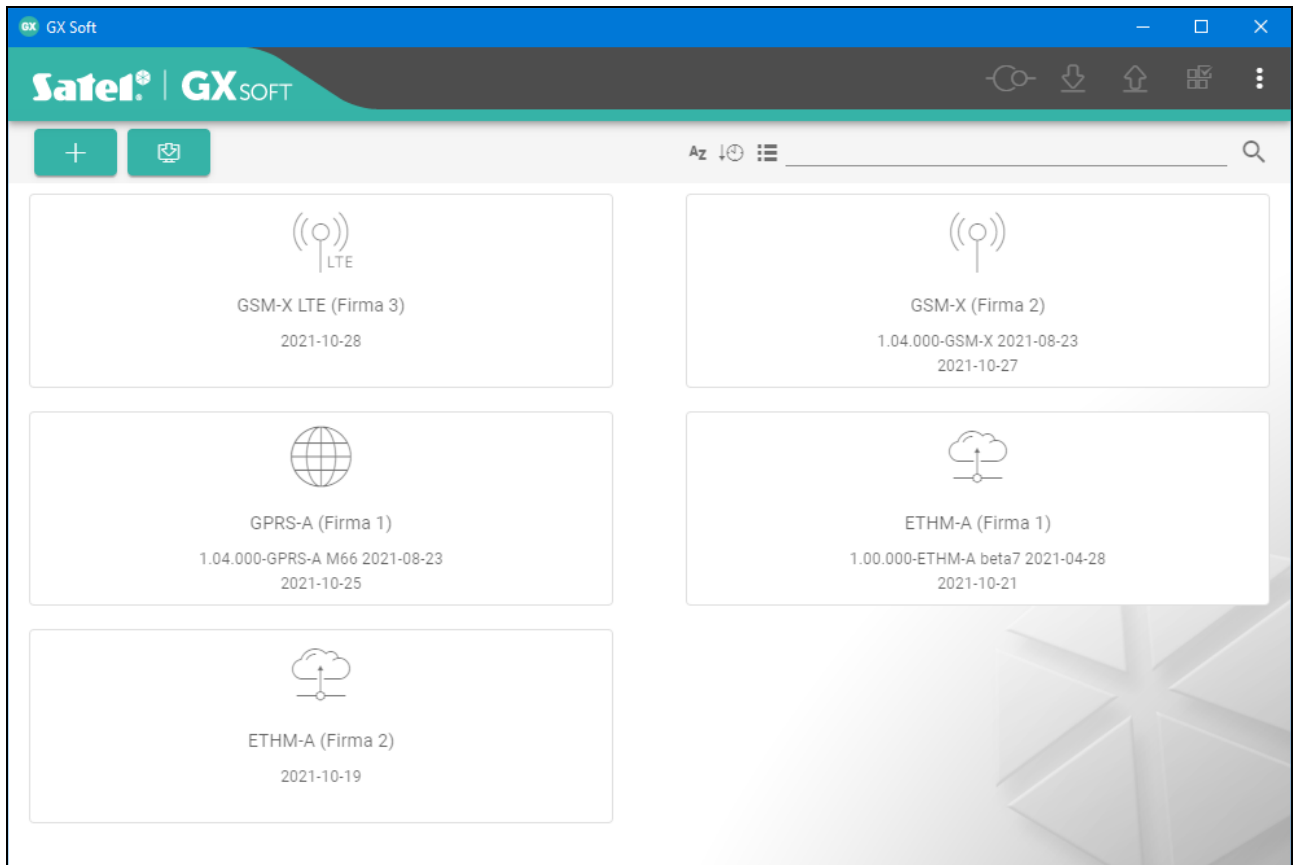 GX GX Soft
Satel® | GX SOFT
AZ
LTE
GSM-X LTE (Firma 3)
2021-10-28
GSM-X (Firma 2)
1.04.000-GSM-X 2021-08-23
2021-10-27
GPRS-A (Firma 1)
1.04.000-GPRS-A M66 2021-08-23
2021-10-25
ETHM-A (Firma 1)
1.00.000-ETHM-A beta7 2021-04-28
2021-10-21
ETHM-A (Firma 2)
2021-10-19